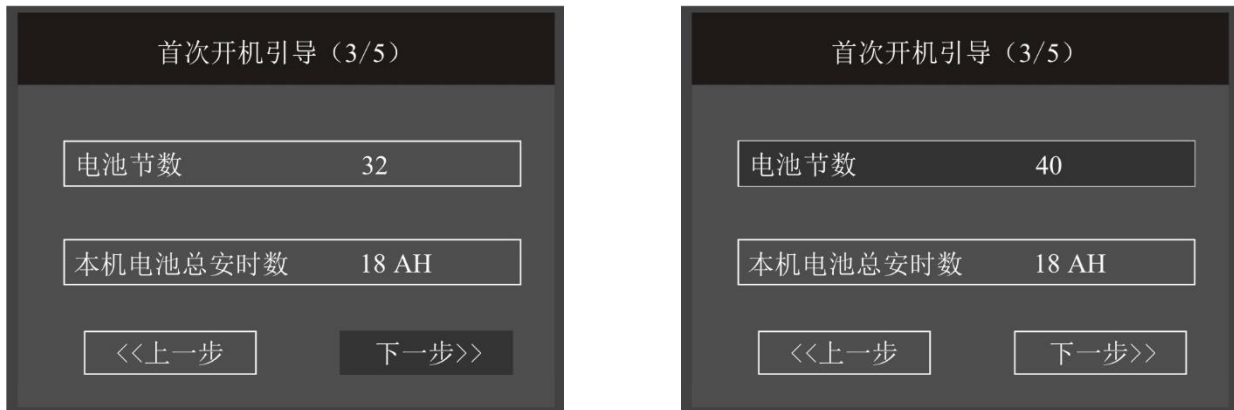 首次开机引导（3/5）
电池节数 32
本机电池总安时数 18 AH
<<上一步 下一步>>
首次开机引导（3/5）
电池节数 40
本机电池总安时数 18 AH
<<上一步 下一步>>